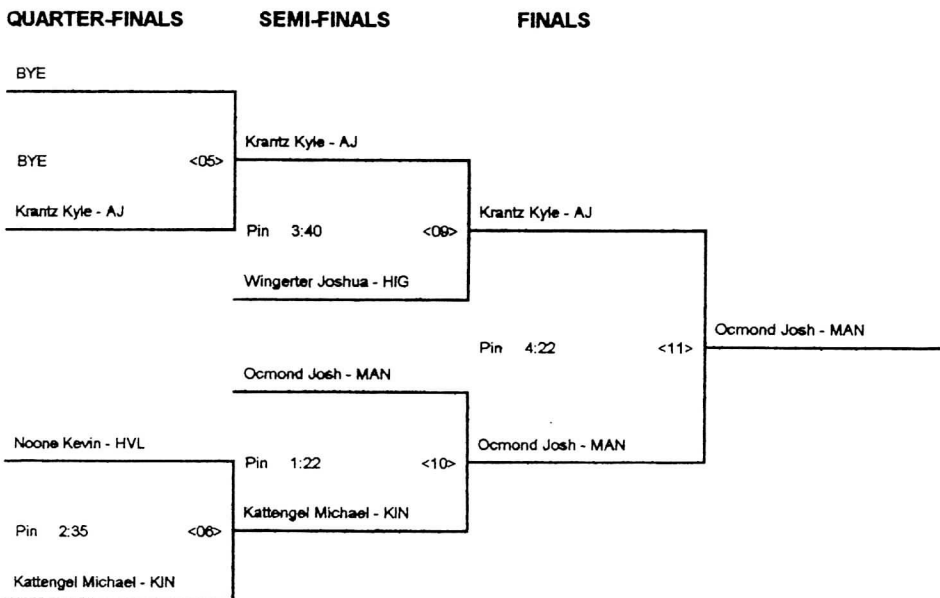 QUARTER-FINALS SEMI-FINALS FINALS
BYE
Krantz Kyle - AJ
BYE <05>
Krantz Kyle - AJ
Krantz Kyle - AJ
Pin 3:40 <09>
Wingerter Joshua - HIG
Ocmond Josh - MAN
Pin 4:22 <11>
Ocmond Josh - MAN
Noone Kevin - HVL
Ocmond Josh - MAN
Pin 1:22 <10>
Kattengel Michael - KIN
Pin 2:35 <06>
Kattengel Michael - KIN